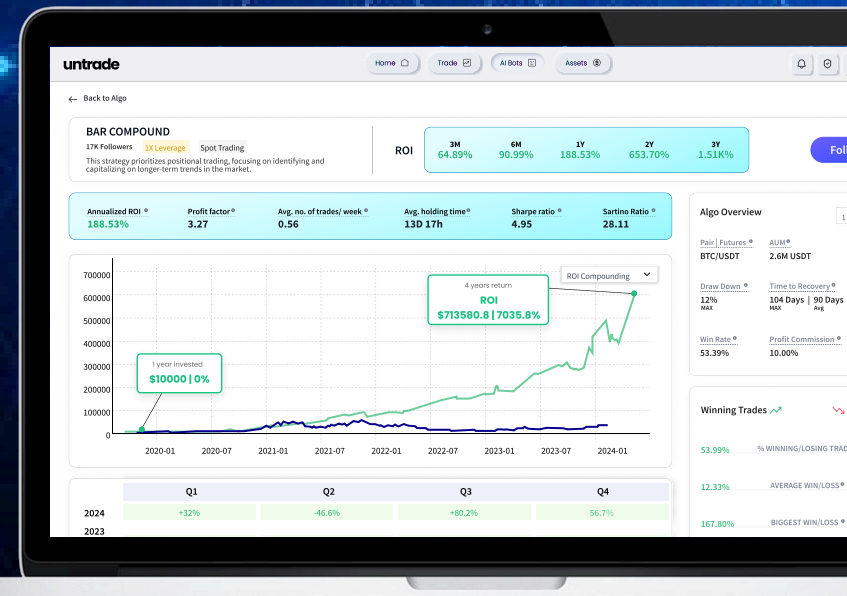 untrade
Home
Trade
AI Bots
Assets
Back to Algo
BAR COMPOUND
17K Followers
1X Leverage
Spot Trading
This strategy prioritizes positional trading, focusing on identifying and
capitalizing on longer-term trends in the market.
ROI
3M 6M 1Y 2Y 3Y
64.89% 90.99% 188.53% 653.70% 1.51K%
Foll
Annualized ROI Profit factor Avg. no. of trades/ week Avg. holding time Sharpe ratio Sartino Ratio
188.53% 3.27 0.56 13D 17h 4.95 28.11
ROI Compounding
4 years return
ROI
$713580.8 | 7035.8%
1 year invested
$10000 | 0%
700000
600000
500000
400000
300000
200000
100000
0
2020-01 2020-07 2021-01 2021-07 2022-01 2022-07 2023-01 2023-07 2024-01
Q1 Q2 Q3 Q4
2024 +32% -46.6% +80.2% 56.7%
2023
Algo Overview
1
Pair | Futures AUM
BTC/USDT 2.6M USDT
Draw Down Time to Recovery
12% 104 Days | 90 Days
MAX MAX Avg
Win Rate Profit Commission
53.39% 10.00%
Winning Trades
53.99% % WINNING/LOSING TRAD
12.33% AVERAGE WIN/LOSS
167.80% BIGGEST WIN/LOSS